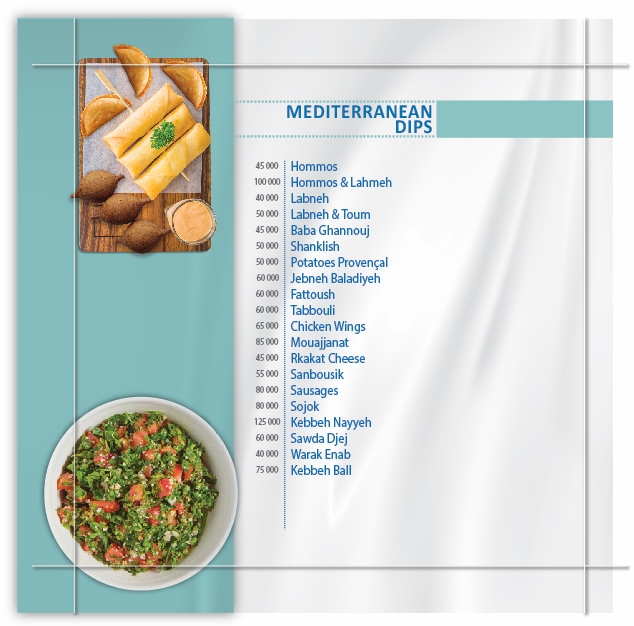 MEDITERRANEAN
DIPS
45 000 Hommos
100 000 Hommos & Lahmeh
40 000 Labneh
50 000 Labneh & Toum
45 000 Baba Ghannouj
50 000 Shanklish
50 000 Potatoes Provençal
60 000 Jebneh Baladiyeh
60 000 Fattoush
60 000 Tabbouli
65 000 Chicken Wings
85 000 Mouajjanat
45 000 Rkakat Cheese
55 000 Sanbousik
80 000 Sausages
80 000 Sojok
125 000 Kebbeh Nayyeh
60 000 Sawda Djej
40 000 Warak Enab
75 000 Kebbeh Ball